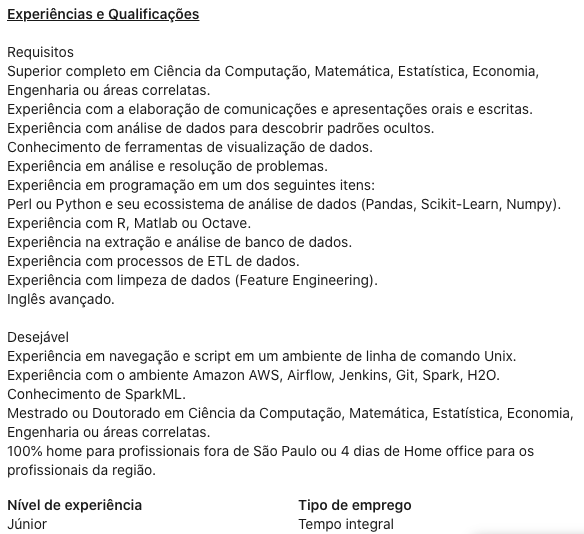 Experiências e Qualificações
Requisitos
Superior completo em Ciência da Computação, Matemática, Estatística, Economia,
Engenharia ou áreas correlatas.
Experiência com a elaboração de comunicações e apresentações orais e escritas.
Experiência com análise de dados para descobrir padrões ocultos.
Conhecimento de ferramentas de visualização de dados.
Experiência em análise e resolução de problemas.
Experiência em programação em um dos seguintes itens:
Perl ou Python e seu ecossistema de análise de dados (Pandas, Scikit-Learn, Numpy).
Experiência com R, Matlab ou Octave.
Experiência na extração e análise de banco de dados.
Experiência com processos de ETL de dados.
Experiência com limpeza de dados (Feature Engineering).
Inglês avançado.
Desejável
Experiência em navegação e script em um ambiente de linha de comando Unix.
Experiência com o ambiente Amazon AWS, Airflow, Jenkins, Git, Spark, H2O.
Conhecimento de SparkML.
Mestrado ou Doutorado em Ciência da Computação, Matemática, Estatística, Economia,
Engenharia ou áreas correlatas.
100% home para profissionais fora de São Paulo ou 4 dias de Home office para os
profissionais da região.
Nível de experiência
Júnior
Tipo de emprego
Tempo integral